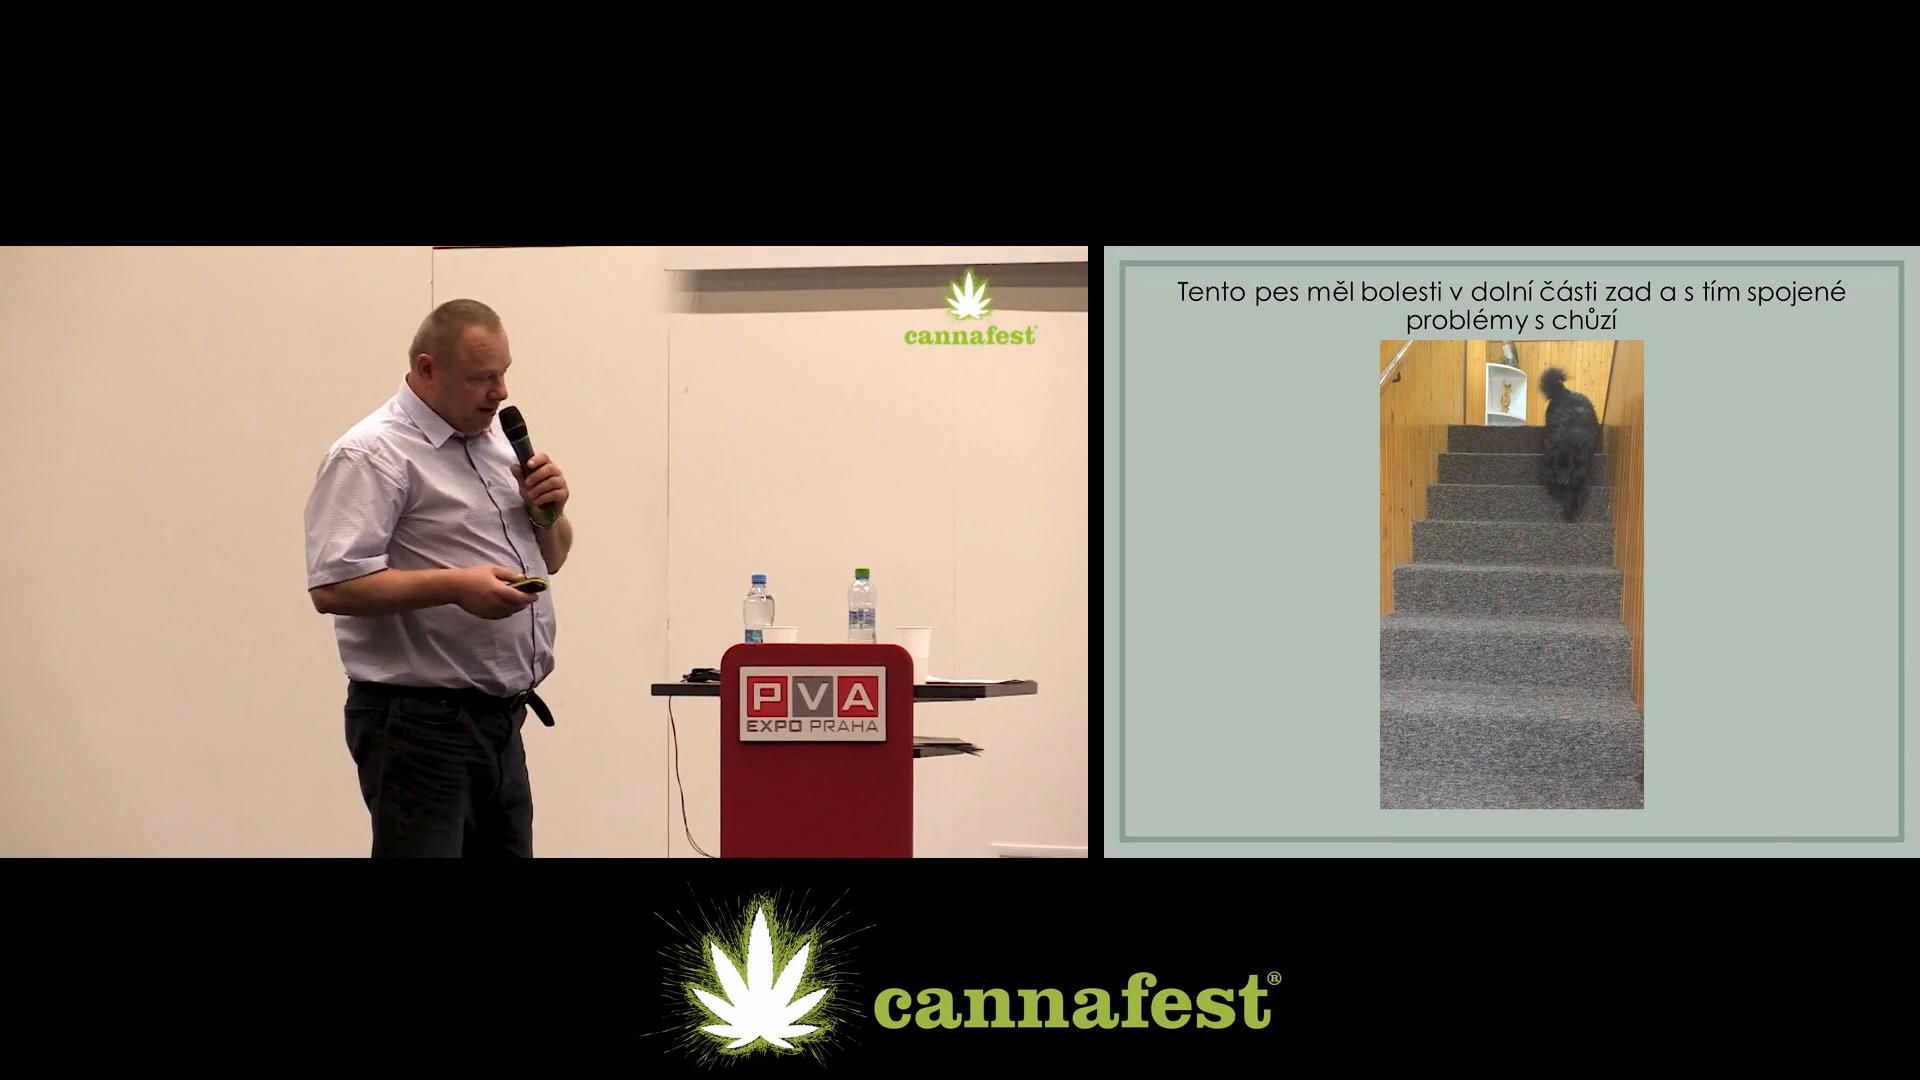 cannafest
Tento pes měl bolesti v dolní části zad a s tím spojené
problémy s chůzí
PVA
EXPO PRAHA
cannafest®